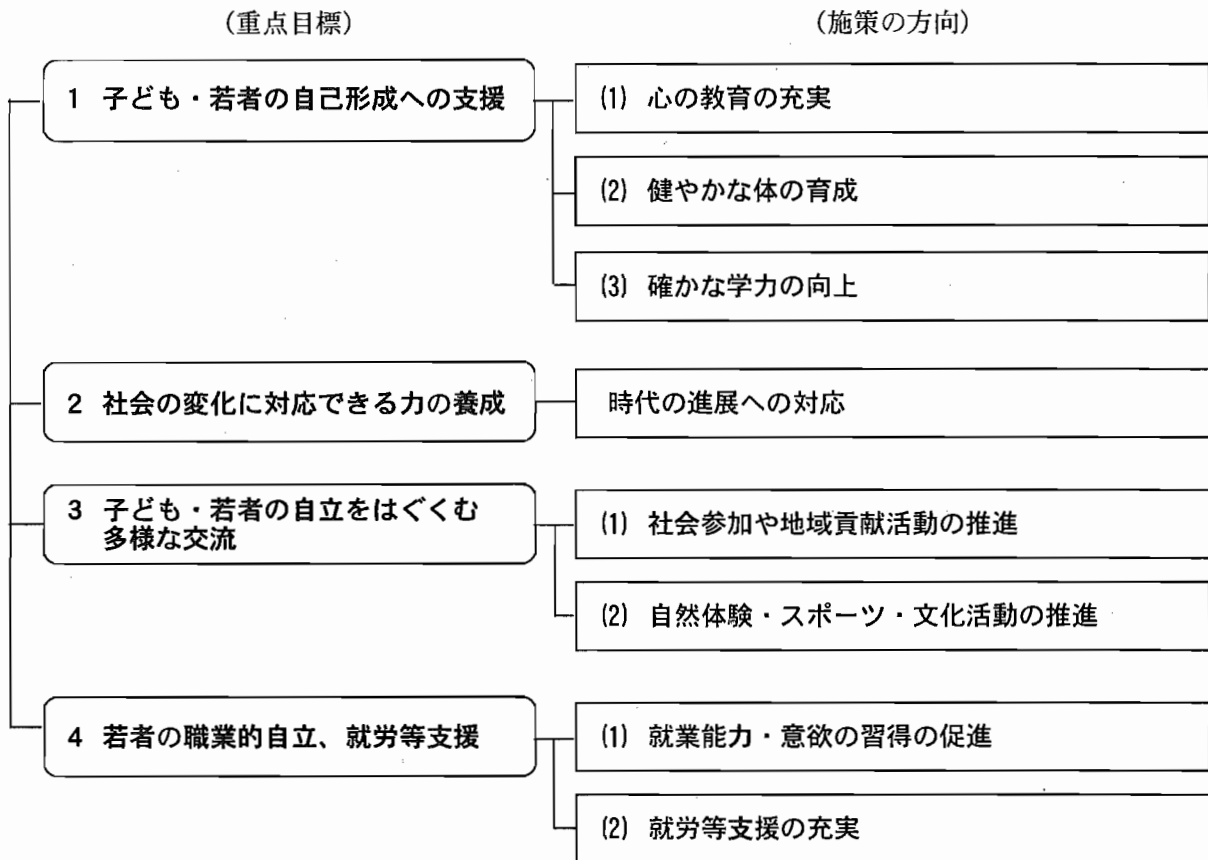 (重点目標)
(施策の方向)
1 子ども・若者の自己形成への支援
(1) 心の教育の充実
(2) 健やかな体の育成
(3) 確かな学力の向上
2 社会の変化に対応できる力の養成
時代の進展への対応
3 子ども・若者の自立をはぐくむ
多様な交流
(1) 社会参加や地域貢献活動の推進
(2) 自然体験・スポーツ・文化活動の推進
4 若者の職業的自立、就労等支援
(1) 就業能力・意欲の習得の促進
(2) 就労等支援の充実